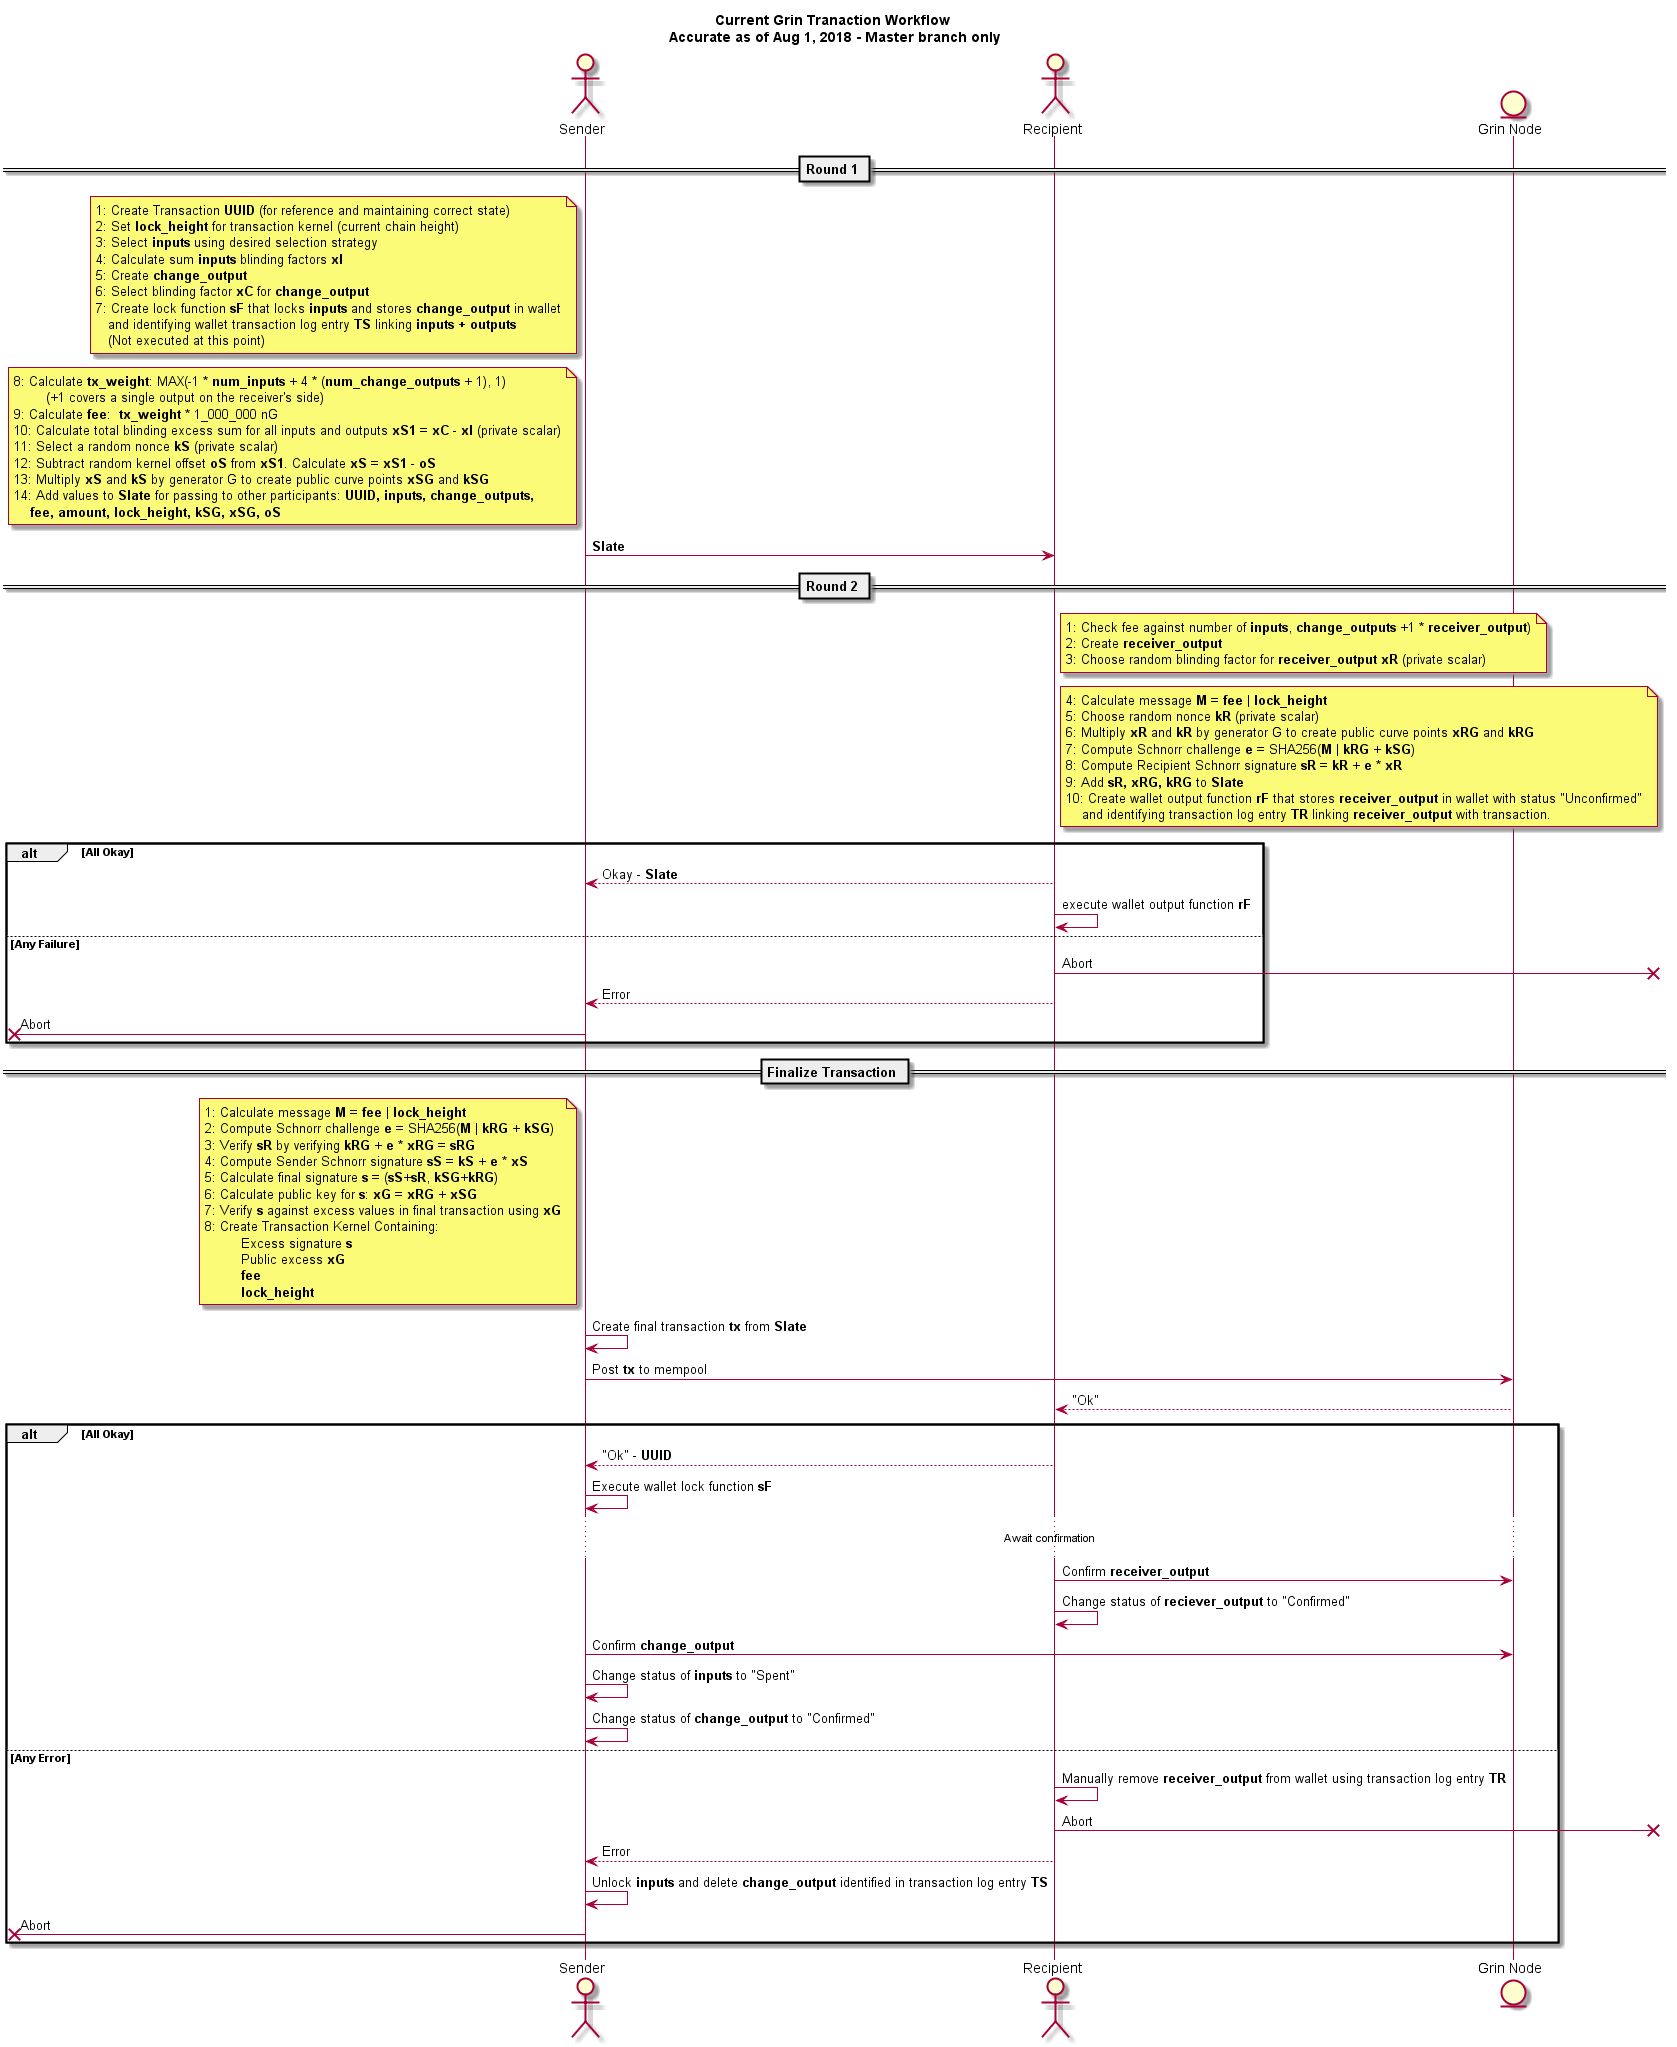 Current Grin Tranaction Workflow
Accurate as of Aug 1, 2018 - Master branch only
Sender
Recipient
Grin Node
Round 1
1: Create Transaction UUID (for reference and maintaining correct state)
2: Set lock_height for transaction kernel (current chain height)
3: Select inputs using desired selection strategy
4: Calculate sum inputs blinding factors xI
5: Create change_output
6: Select blinding factor xC for change_output
7: Create lock function sF that locks inputs and stores change_output in wallet
and identifying wallet transaction log entry TS linking inputs + outputs
(Not executed at this point)
8: Calculate tx_weight: MAX(-1 * num_inputs + 4 * (num_change_outputs + 1), 1)
(+1 covers a single output on the receiver's side)
9: Calculate fee:  tx_weight * 1_000_000 nG
10: Calculate total blinding excess sum for all inputs and outputs xS1 = xC - xI (private scalar)
11: Select a random nonce kS (private scalar)
12: Subtract random kernel offset oS from xS1. Calculate xS = xS1 - oS
13: Multiply xS and kS by generator G to create public curve points xSG and kSG
14: Add values to Slate for passing to other participants: UUID, inputs, change_outputs,
fee, amount, lock_height, kSG, xSG, oS
Slate
Round 2
1: Check fee against number of inputs, change_outputs +1 * receiver_output)
2: Create receiver_output
3: Choose random blinding factor for receiver_output xR (private scalar)
4: Calculate message M = fee | lock_height
5: Choose random nonce kR (private scalar)
6: Multiply xR and kR by generator G to create public curve points xRG and kRG
7: Compute Schnorr challenge e = SHA256(M | kRG + kSG)
8: Compute Recipient Schnorr signature sR = kR + e * xR
9: Add sR, xRG, kRG to Slate
10: Create wallet output function rF that stores receiver_output in wallet with status "Unconfirmed"
and identifying transaction log entry TR linking receiver_output with transaction.
alt [All Okay]
Okay - Slate
execute wallet output function rF
[Any Failure]
Abort
Error
Abort
Finalize Transaction
1: Calculate message M = fee | lock_height
2: Compute Schnorr challenge e = SHA256(M | kRG + kSG)
3: Verify sR by verifying kRG + e * xRG = sRG
4: Compute Sender Schnorr signature sS = kS + e * xS
5: Calculate final signature s = (sS+sR, kSG+kRG)
6: Calculate public key for s: xG = xRG + xSG
7: Verify s against excess values in final transaction using xG
8: Create Transaction Kernel Containing:
Excess signature s
Public excess xG
fee
lock_height
Create final transaction tx from Slate
Post tx to mempool
"Ok"
alt [All Okay]
"Ok" - UUID
Execute wallet lock function sF
Await confirmation
Confirm receiver_output
Change status of reciever_output to "Confirmed"
Confirm change_output
Change status of inputs to "Spent"
Change status of change_output to "Confirmed"
[Any Error]
Manually remove receiver_output from wallet using transaction log entry TR
Abort
Error
Unlock inputs and delete change_output identified in transaction log entry TS
Abort
Sender
Recipient
Grin Node